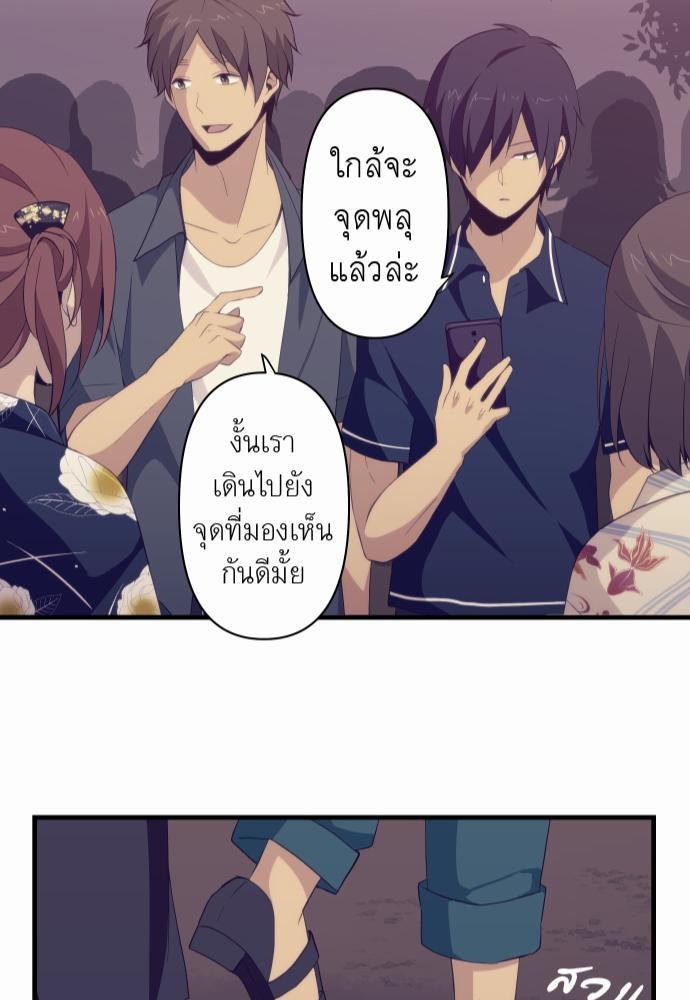 ใกล้จะ
จุดพลุ
แล้วล่ะ
งั้นเรา
เดินไปยัง
จุดที่มองเห็น
กันดีมั้ย